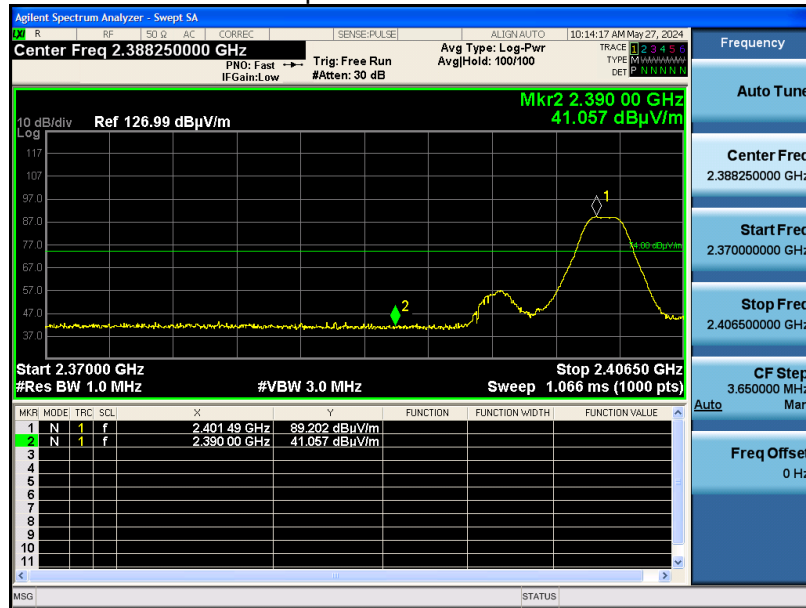 Agilent Spectrum Analyzer - Swept SA
LXI R RF 50 Ω AC CORREC SENSE:PULSE ALIGN AUTO 10:14:17 AM May 27, 2024
Center Freq 2.388250000 GHz
PNO: Fast
IFGain:Low
Trig: Free Run
#Atten: 30 dB
Avg Type: Log-Pwr
Avg|Hold: 100/100
TRACE 1 2 3 4 5 6
TYPE MWWWWW
DET P N N N N N
Mkr2 2.390 00 GHz
41.057 dBµV/m
10 dB/div Ref 126.99 dBµV/m
Log
117
107
97.0
87.0
77.0
67.0
57.0
47.0
37.0
1
2
74.00 dBµV/m
Start 2.37000 GHz Stop 2.40650 GHz
#Res BW 1.0 MHz #VBW 3.0 MHz Sweep 1.066 ms (1000 pts)
MKR MODE TRC SCL X Y FUNCTION FUNCTION WIDTH FUNCTION VALUE
1 N 1 f 2.401 49 GHz 89.202 dBµV/m
2 N 1 f 2.390 00 GHz 41.057 dBµV/m
3
4
5
6
7
8
9
10
11
MSG STATUS
Frequency
Auto Tune
Center Freq
2.388250000 GHz
Start Freq
2.370000000 GHz
Stop Freq
2.406500000 GHz
CF Step
3.650000 MHz
Auto Man
Freq Offset
0 Hz